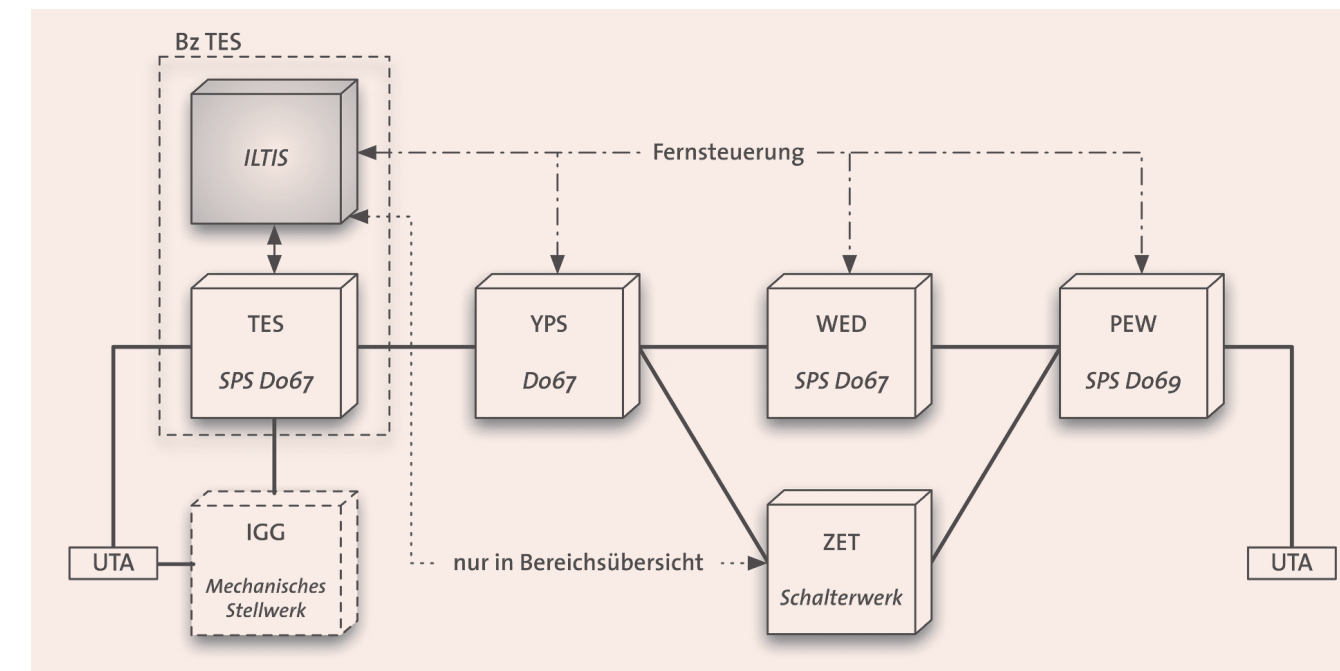 Bz TES
ILTIS
Fernsteuerung
TES
SPS Do67
YPS
Do67
WED
SPS Do67
PEW
SPS Do69
IGG
Mechanisches
Stellwerk
UTA
nur in Bereichsübersicht
ZET
Schalterwerk
UTA